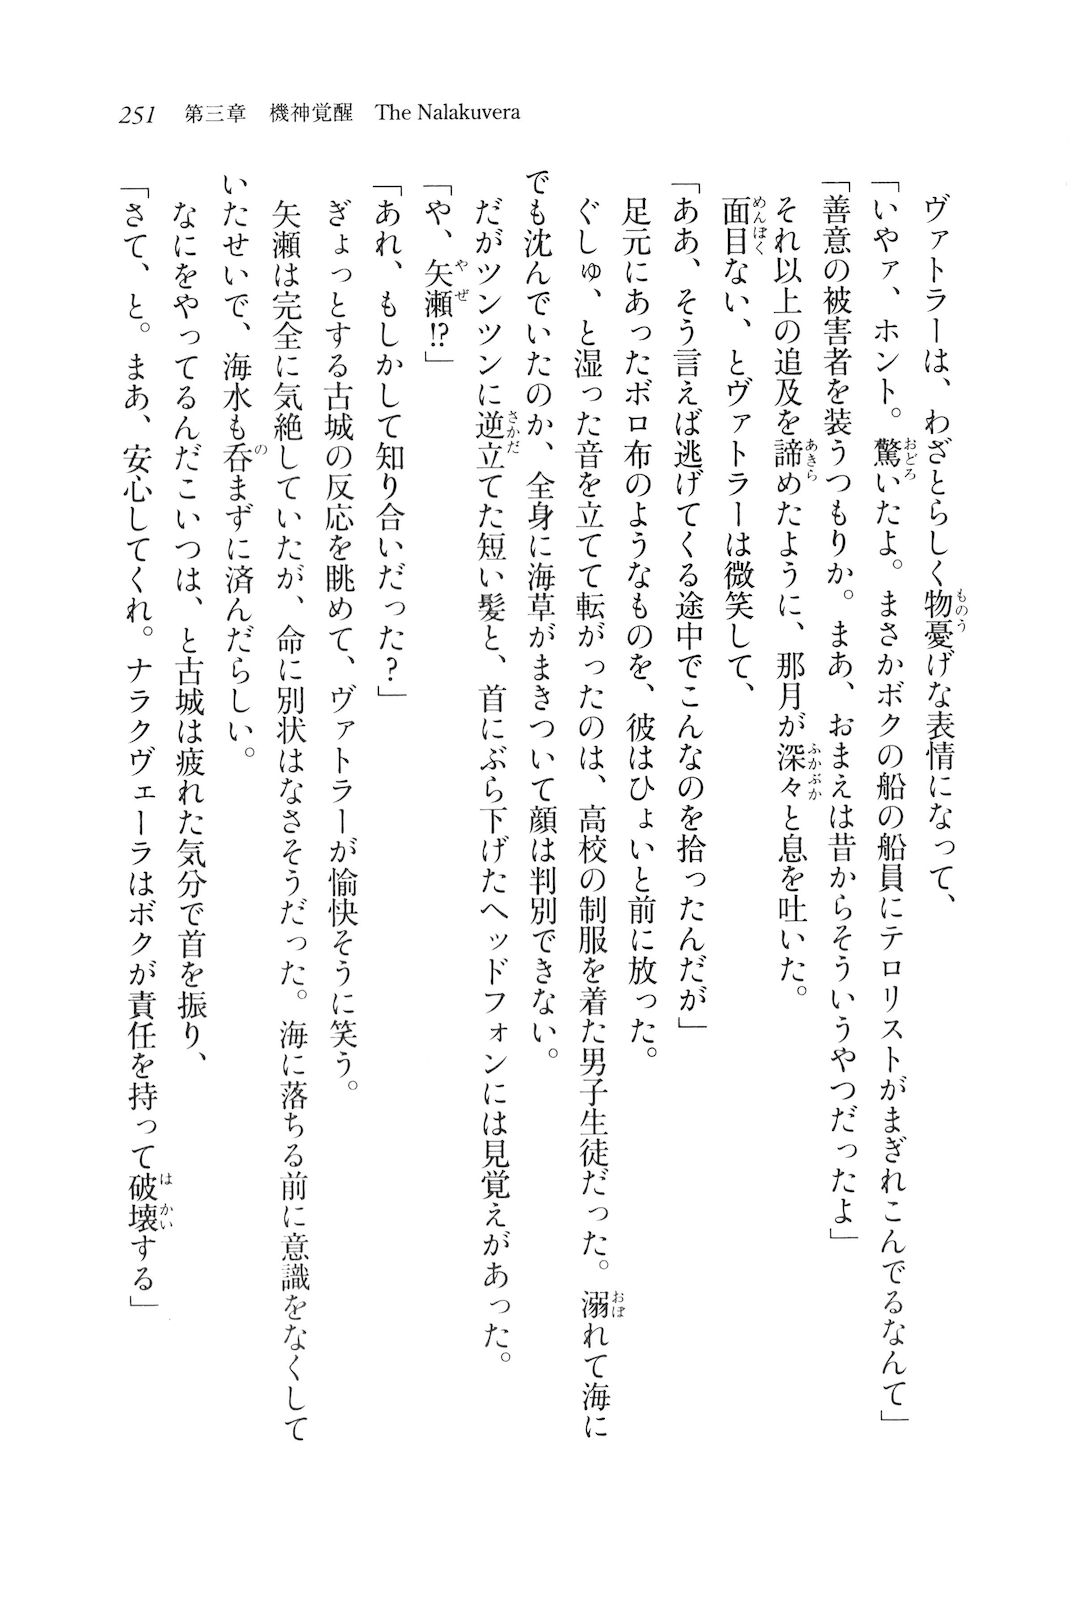 251　第三章　機神覚醒　The Nalakuvera
ヴァトラーは、わざとらしく物憂げな表情になって、
「いやァ、ホント。驚いたよ。まさかボクの船の船員にテロリストがまぎれこんでるなんて」
「善意の被害者を装うつもりか。まあ、おまえは昔からそういうやつだったよ」
それ以上の追及を諦めたように、那月が深々と息を吐いた。
面目ない、とヴァトラーは微笑して、
「ああ、そう言えば逃げてくる途中でこんなのを拾ったんだが」
足元にあったボロ布のようなものを、彼はひょいと前に放った。
ぐしゅ、と湿った音を立てて転がったのは、高校の制服を着た男子生徒だった。溺れて海に
でも沈んでいたのか、全身に海草がまきついて顔は判別できない。
だがツンツンに逆立てた短い髪と、首にぶら下げたヘッドフォンには見覚えがあった。
「や、矢瀬!?」
「あれ、もしかして知り合いだった？」
ぎょっとする古城の反応を眺めて、ヴァトラーが愉快そうに笑う。
矢瀬は完全に気絶していたが、命に別状はなさそうだった。海に落ちる前に意識をなくして
いたせいで、海水も呑まずに済んだらしい。
なにをやってるんだこいつは、と古城は疲れた気分で首を振り、
「さて、と。まあ、安心してくれ。ナラクヴェーラはボクが責任を持って破壊する」